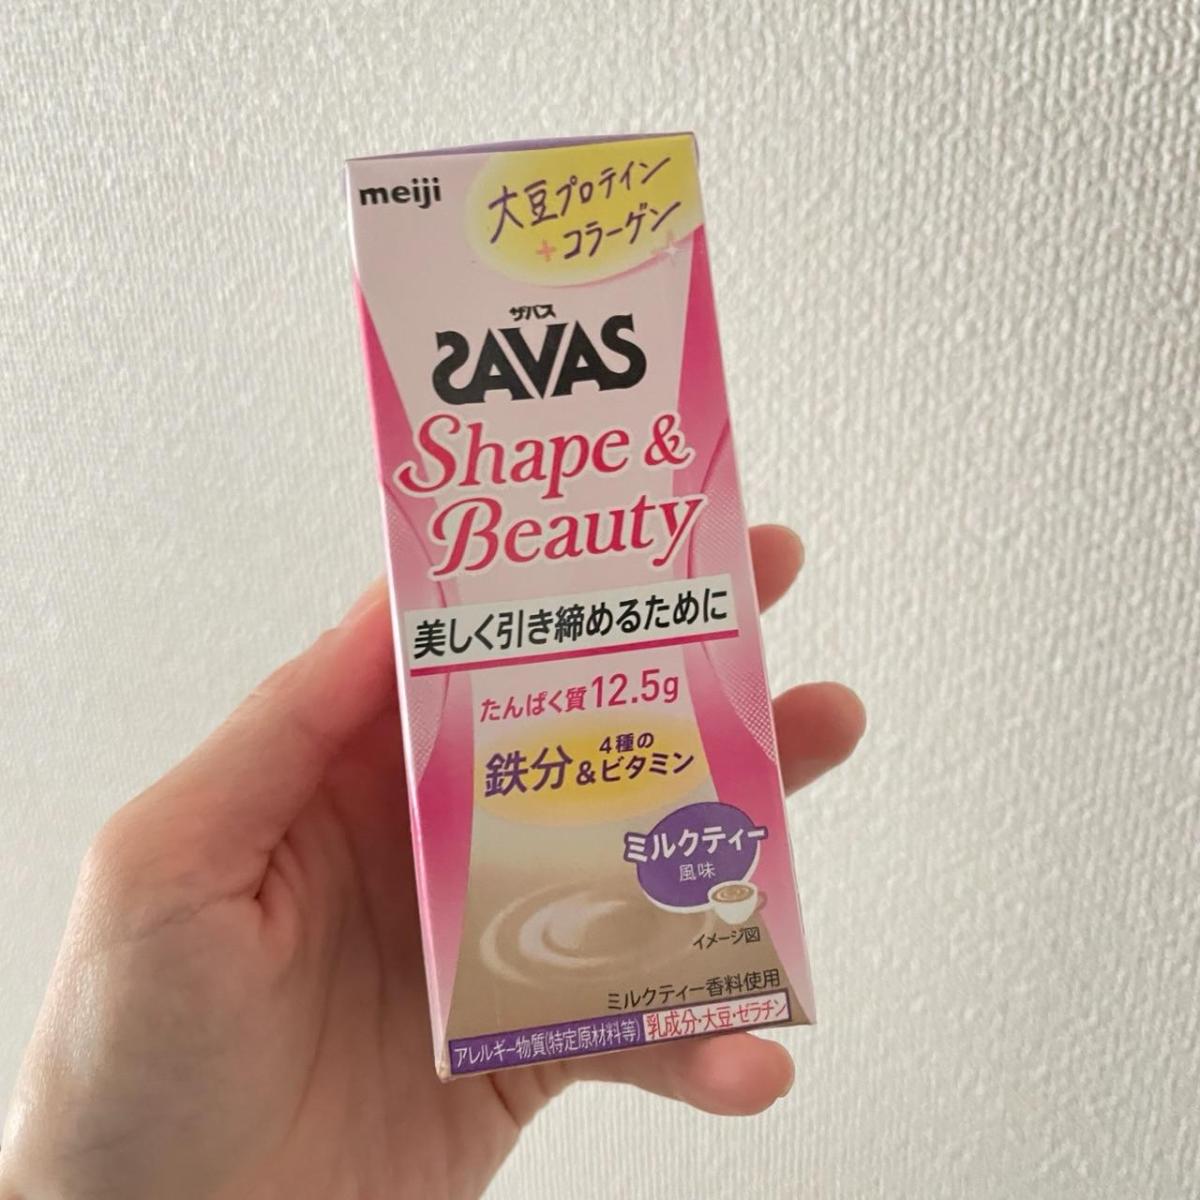 meiji
大豆プロテイン
+コラーゲン
ザバス
SAVAS
Shape &
Beauty
美しく引き締めるために
たんぱく質12.5g
鉄分&4種のビタミン
ミルクティー
風味
イメージ図
ミルクティー香料使用
アレルギー物質(特定原材料等) 乳成分・大豆・ゼラチン